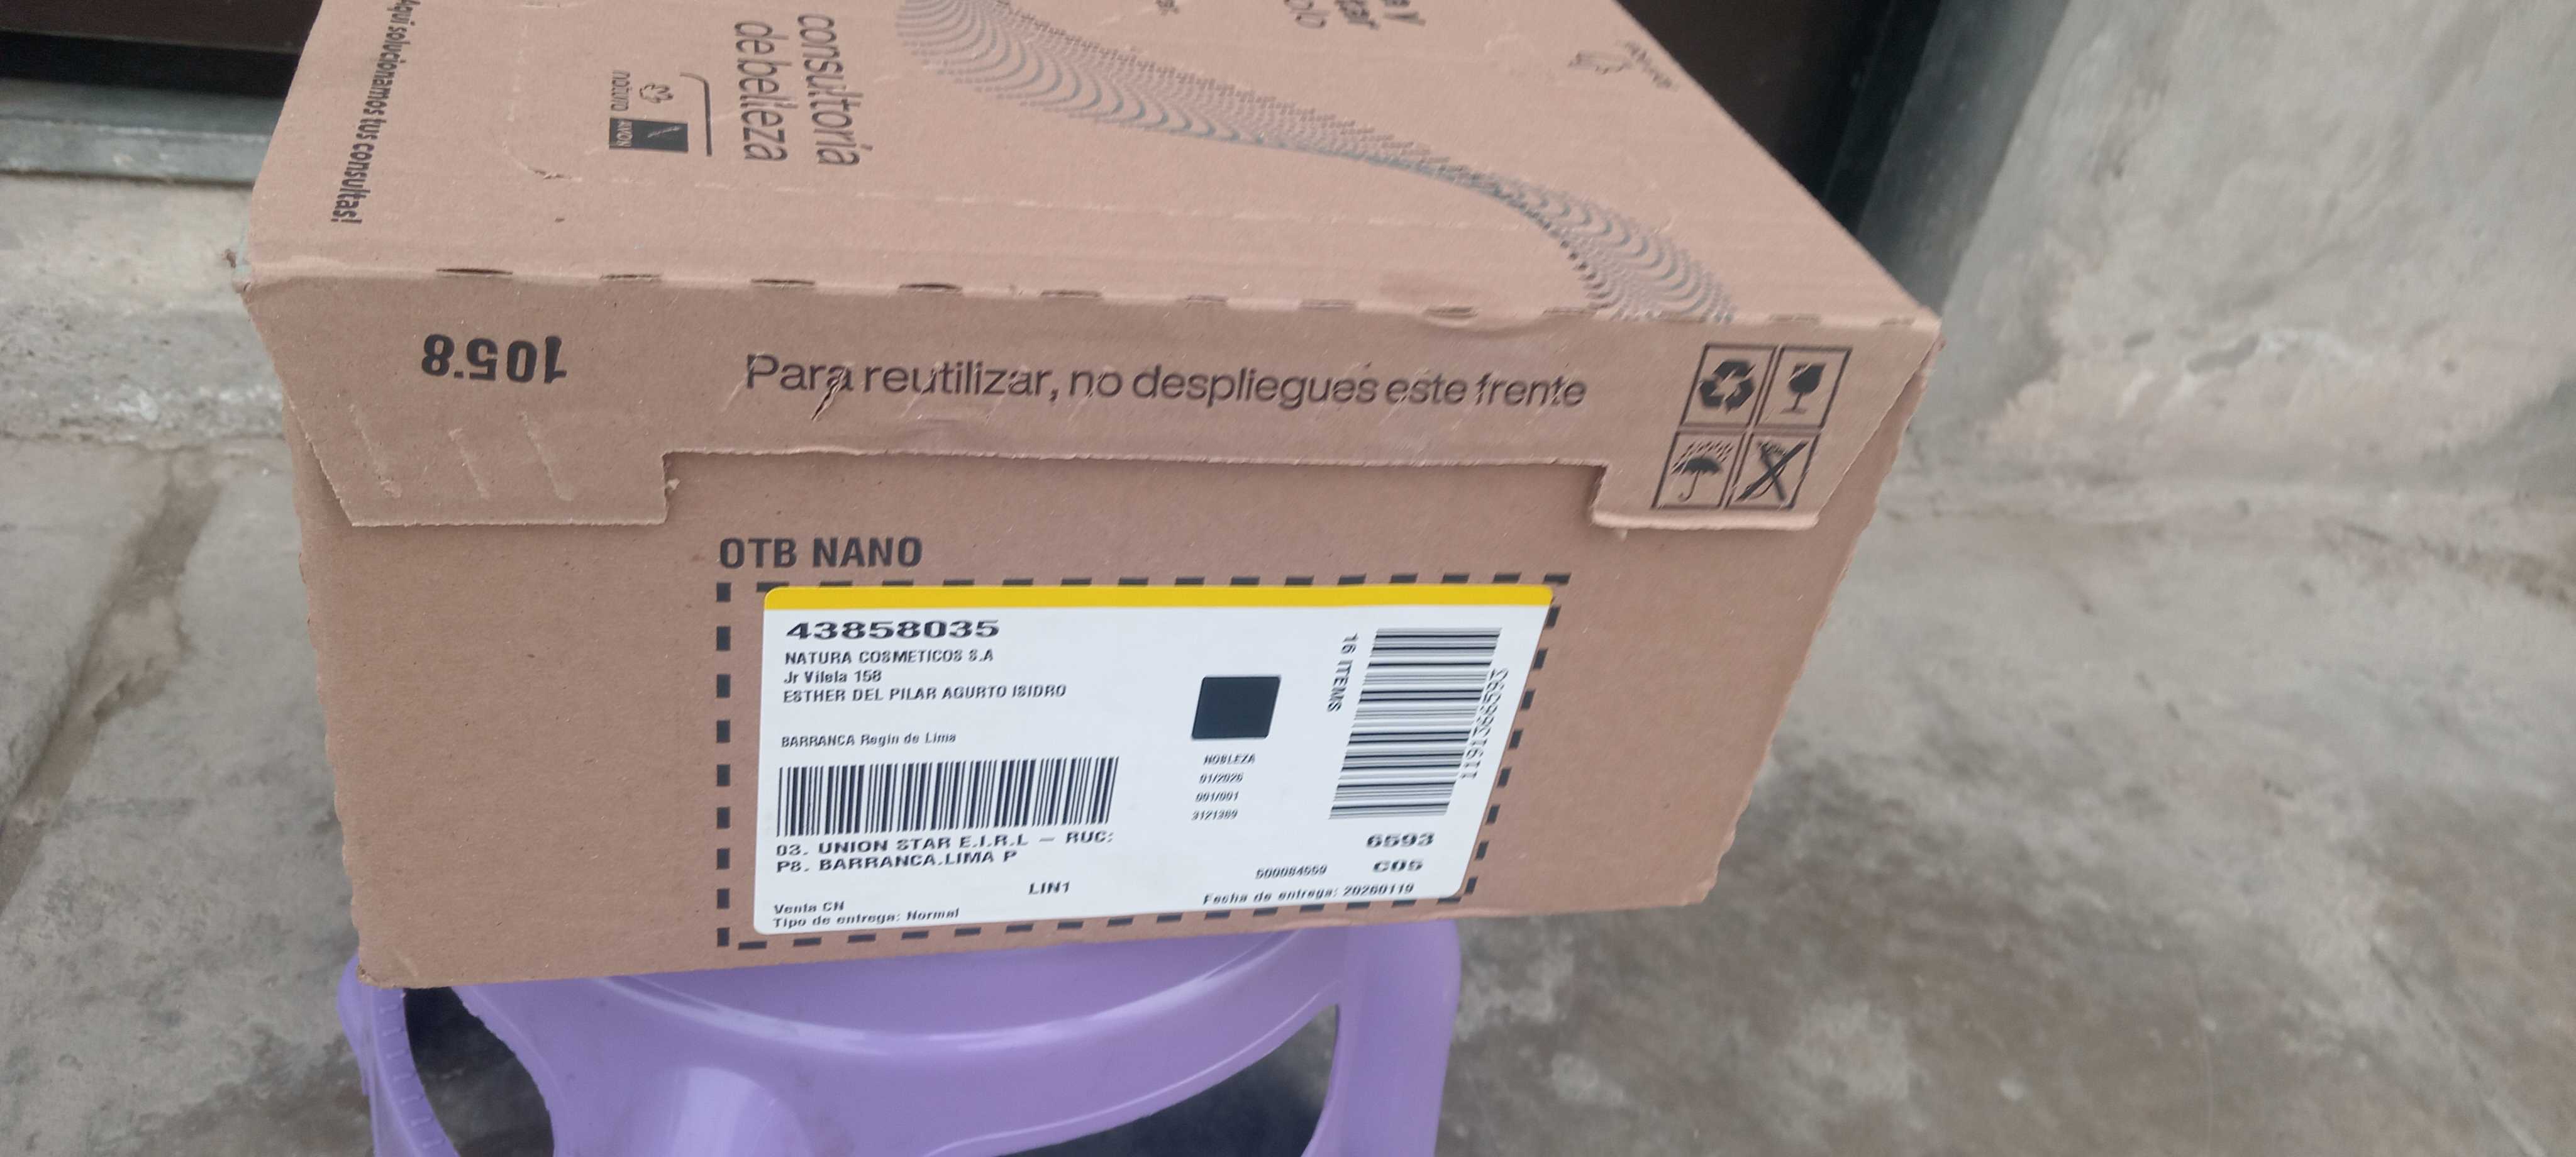 Aquí solucionamos tus consultas!
consultoría
de belleza
natura
AVON
105'8
Para reutilizar, no despliegues este frente
OTB NANO
43858035
NATURA COSMETICOS S.A
Jr Vilela 158
ESTHER DEL PILAR AGURTO ISIDRO
BARRANCA Regin de Lima
03. UNION STAR E.I.R.L – RUC:
P8. BARRANCA.LIMA P
LIN1
Venta CN
Tipo de entrega: Normal
NOBLEZA
01/2026
001/001
3121369
16 ITEMS
6593
C05
Fecha de entrega: 20260119